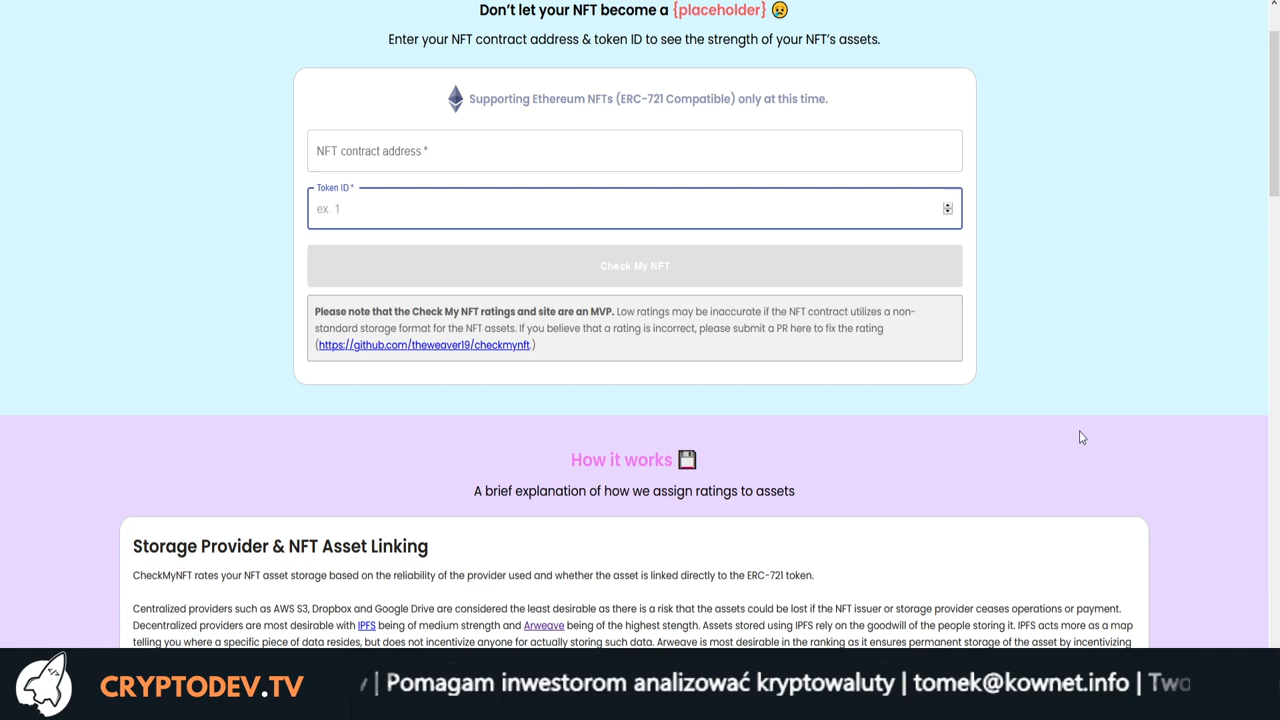 Don't let your NFT become a {placeholder} 😥
Enter your NFT contract address & token ID to see the strength of your NFT's assets.
Supporting Ethereum NFTs (ERC-721 Compatible) only at this time.
NFT contract address *
Token ID *
ex. 1
Check My NFT
Please note that the Check My NFT ratings and site are an MVP. Low ratings may be inaccurate if the NFT contract utilizes a non-
standard storage format for the NFT assets. If you believe that a rating is incorrect, please submit a PR here to fix the rating
(https://github.com/theweaver19/checkmynft.)
How it works 💾
A brief explanation of how we assign ratings to assets
Storage Provider & NFT Asset Linking
CheckMyNFT rates your NFT asset storage based on the reliability of the provider used and whether the asset is linked directly to the ERC-721 token.
Centralized providers such as AWS S3, Dropbox and Google Drive are considered the least desirable as there is a risk that the assets could be lost if the NFT issuer or storage provider ceases operations or payment.
Decentralized providers are most desirable with IPFS being of medium strength and Arweave being of the highest stength. Assets stored using IPFS rely on the goodwill of the people storing it. IPFS acts more as a map
telling you where a specific piece of data resides, but does not incentivize anyone for actually storing such data. Arweave is most desirable in the ranking as it ensures permanent storage of the asset by incentivizing
CRYPTODEV.TV
| Pomagam inwestorom analizować kryptowaluty | tomek@kownet.info | Two